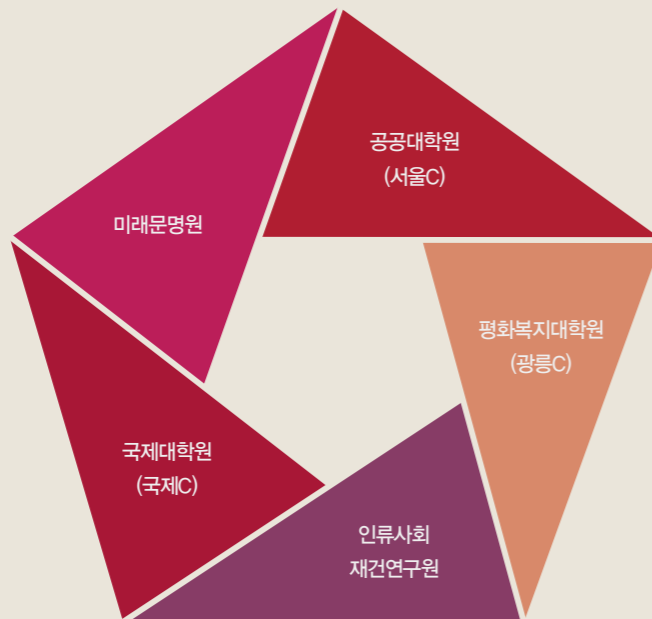 공공대학원
(서울C)
미래문명원
평화복지대학원
(광릉C)
국제대학원
(국제C)
인류사회
재건연구원